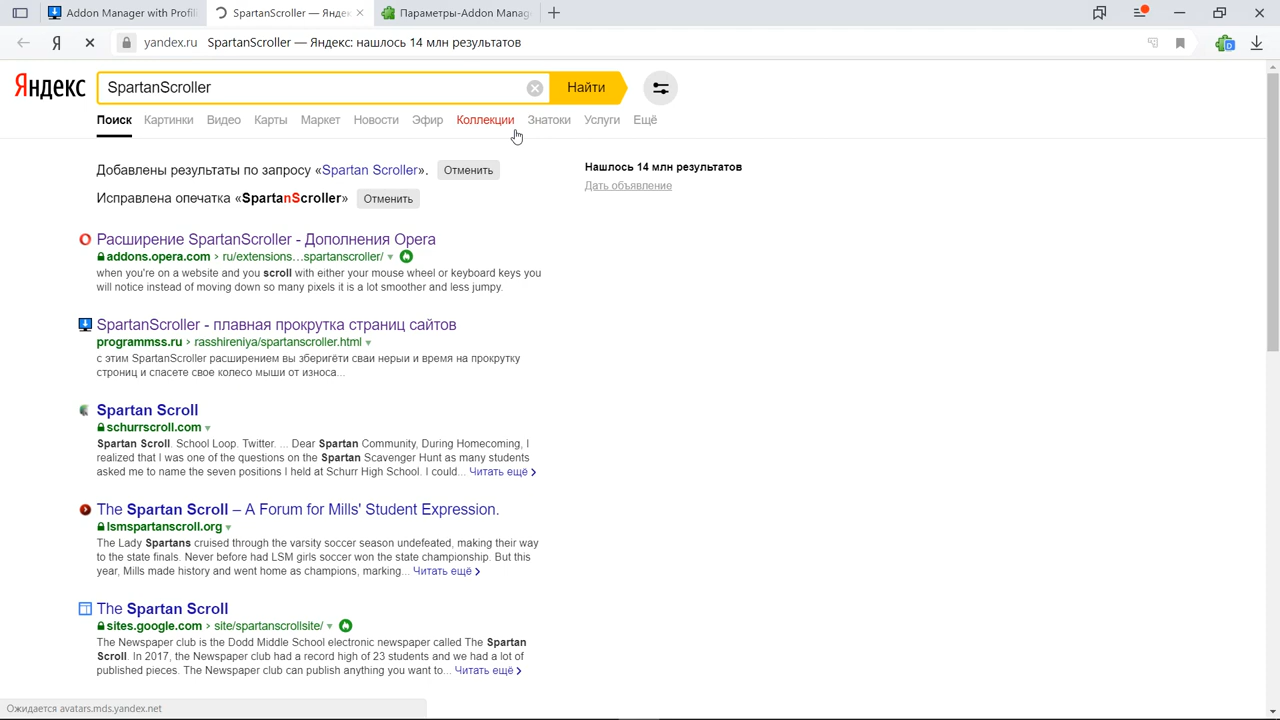 Addon Manager with Profil
SpartanScroller — Яндек
Параметры-Addon Mana
Я
yandex.ru SpartanScroller — Яндекс: нашлось 14 млн результатов
Яндекс
SpartanScroller
Найти
Поиск Картинки Видео Карты Маркет Новости Эфир Коллекции Знатоки Услуги Ещё
Добавлены результаты по запросу «Spartan Scroller». Отменить
Исправлена опечатка «SpartanScroller» Отменить
Нашлось 14 млн результатов
Дать объявление
Расширение SpartanScroller - Дополнения Opera
addons.opera.com › ru/extensions…spartanscroller/
when you're on a website and you scroll with either your mouse wheel or keyboard keys you
will notice instead of moving down so many pixels it is a lot smoother and less jumpy.
SpartanScroller - плавная прокрутка страниц сайтов
programmss.ru › rasshireniya/spartanscroller.html
с этим SpartanScroller расширением вы зберигёти сваи нерыи и время на прокрутку
строниц и спасете свое колесо мыши от износа...
Spartan Scroll
schurrscroll.com
Spartan Scroll. School Loop. Twitter. ... Dear Spartan Community, During Homecoming, I
realized that I was one of the questions on the Spartan Scavenger Hunt as many students
asked me to name the seven positions I held at Schurr High School. I could... Читать ещё ›
The Spartan Scroll – A Forum for Mills' Student Expression.
lsmspartanscroll.org
The Lady Spartans cruised through the varsity soccer season undefeated, making their way
to the state finals. Never before had LSM girls soccer won the state championship. But this
year, Mills made history and went home as champions, marking... Читать ещё ›
The Spartan Scroll
sites.google.com › site/spartanscrollsite/
The Newspaper club is the Dodd Middle School electronic newspaper called The Spartan
Scroll. In 2017, the Newspaper club had a record high of 23 students and we had a lot of
published pieces. The Newspaper club can publish anything you want to... Читать ещё ›
Ожидается avatars.mds.yandex.net